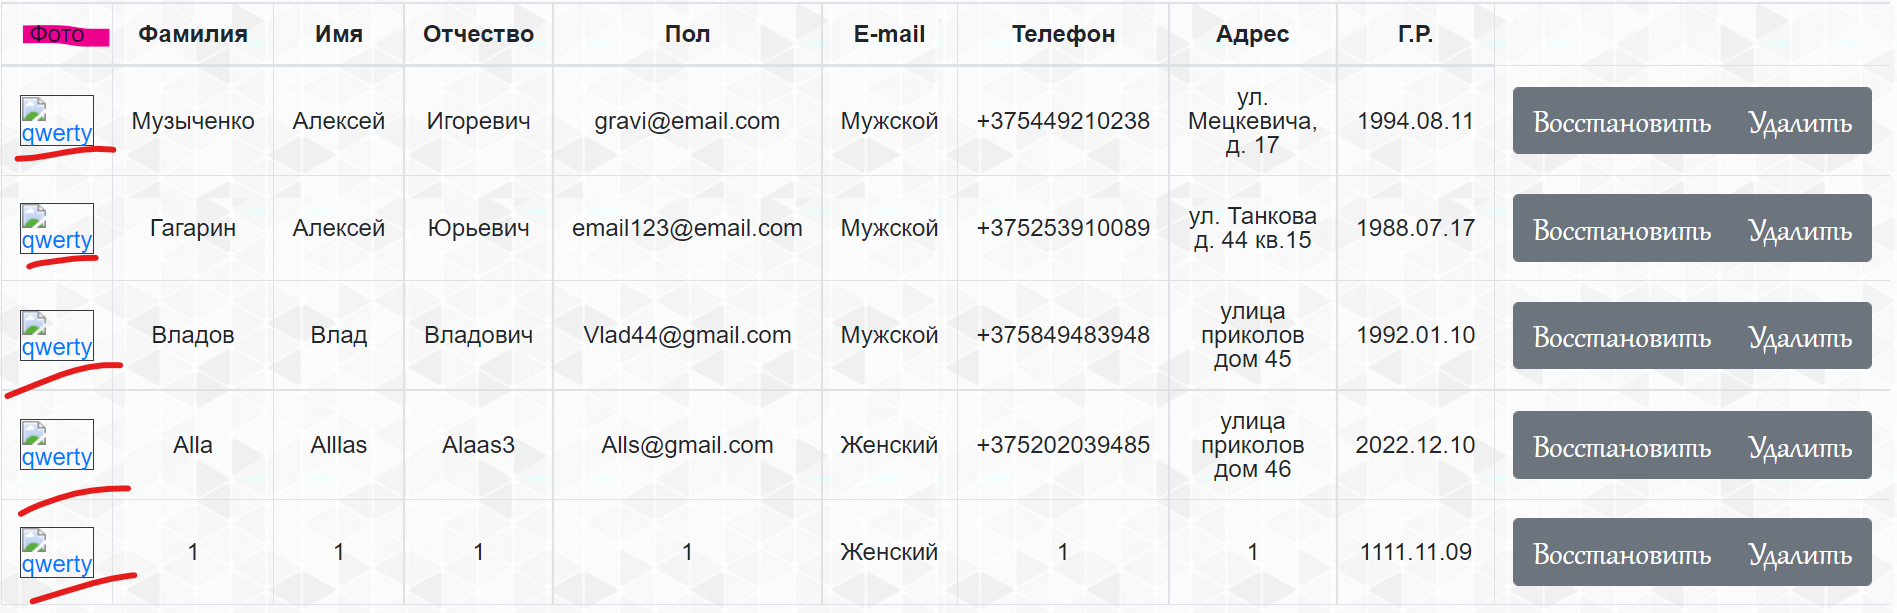 Фото Фамилия Имя Отчество Пол E-mail Телефон Адрес Г.Р.
qwerty Музыченко Алексей Игоревич gravi@email.com Мужской +375449210238 ул. Мецкевича, д. 17 1994.08.11 Восстановить Удалить
qwerty Гагарин Алексей Юрьевич email123@email.com Мужской +375253910089 ул. Танкова д. 44 кв.15 1988.07.17 Восстановить Удалить
qwerty Владов Влад Владович Vlad44@gmail.com Мужской +375849483948 улица приколов дом 45 1992.01.10 Восстановить Удалить
qwerty Alla Alllas Alaas3 Alls@gmail.com Женский +375202039485 улица приколов дом 46 2022.12.10 Восстановить Удалить
qwerty 1 1 1 1 Женский 1 1 1111.11.09 Восстановить Удалить